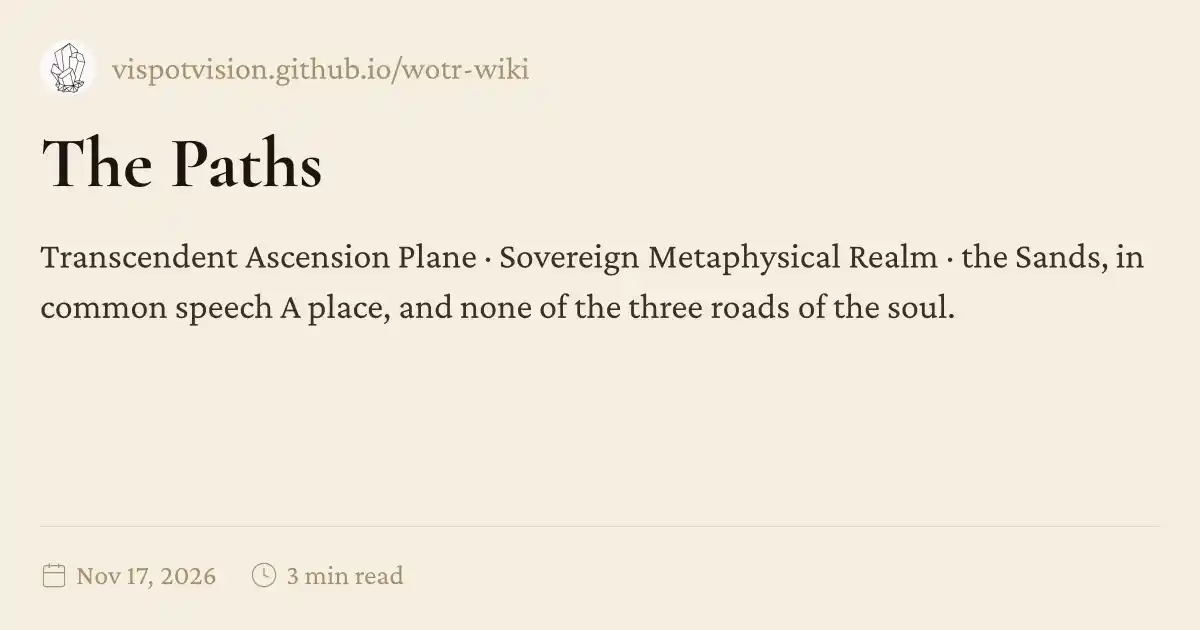 vispotvision.github.io/wotr-wiki
The Paths
Transcendent Ascension Plane · Sovereign Metaphysical Realm · the Sands, in
common speech A place, and none of the three roads of the soul.
Nov 17, 2026
3 min read